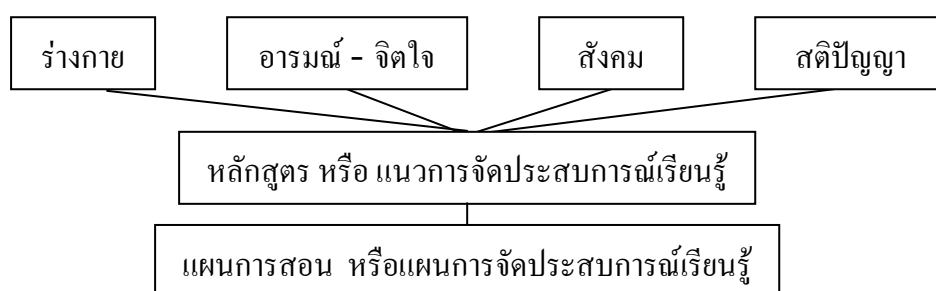 ร่างกาย อารมณ์ - จิตใจ สังคม สติปัญญา
หลักสูตร หรือ แนวการจัดประสบการณ์เรียนรู้
แผนการสอน หรือแผนการจัดประสบการณ์เรียนรู้